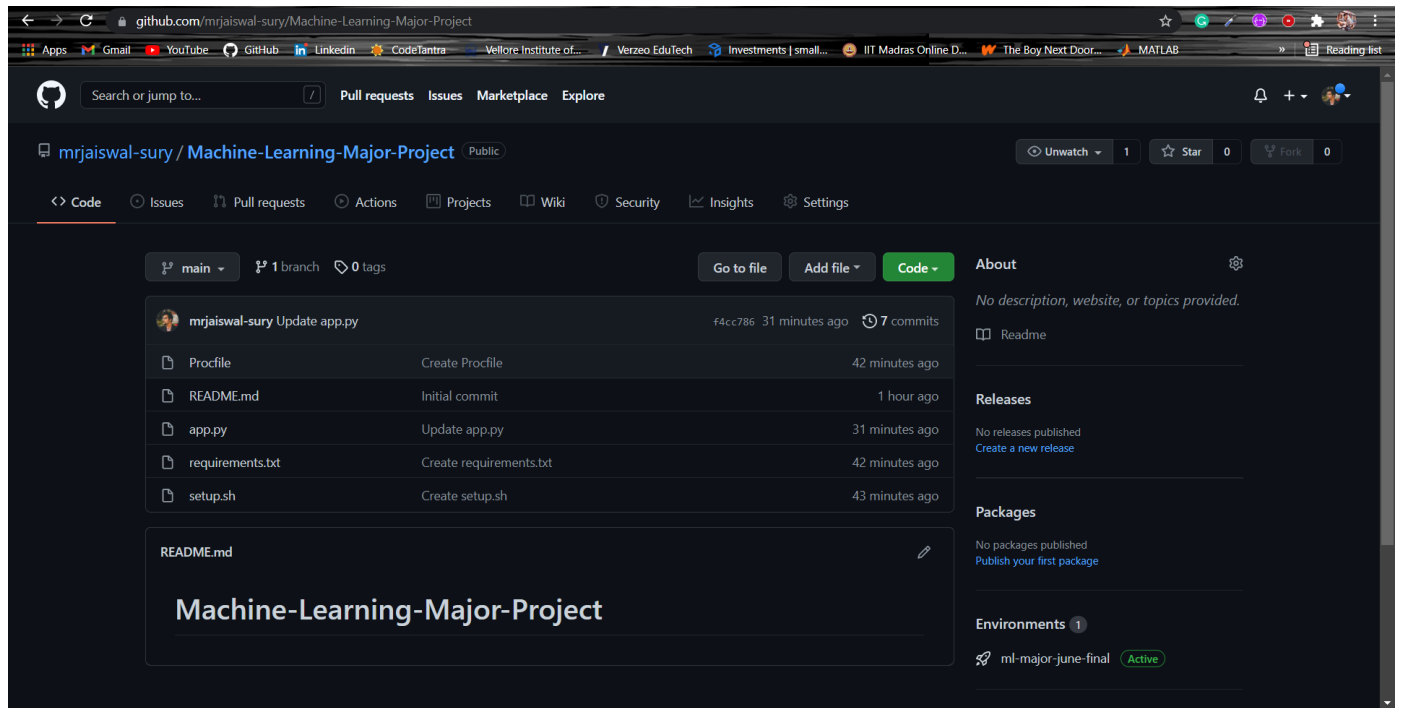 github.com/mrjaiswal-sury/Machine-Learning-Major-Project
Apps Gmail YouTube GitHub Linkedin CodeTantra Vellore Institute of... Verzeo EduTech Investments | small... IIT Madras Online D... The Boy Next Door... MATLAB » Reading list
Search or jump to... / Pull requests Issues Marketplace Explore
mrjaiswal-sury / Machine-Learning-Major-Project Public Unwatch 1 Star 0 Fork 0
<> Code Issues Pull requests Actions Projects Wiki Security Insights Settings
main 1 branch 0 tags Go to file Add file Code
mrjaiswal-sury Update app.py f4cc786 31 minutes ago 7 commits
Procfile Create Procfile 42 minutes ago
README.md Initial commit 1 hour ago
app.py Update app.py 31 minutes ago
requirements.txt Create requirements.txt 42 minutes ago
setup.sh Create setup.sh 43 minutes ago
README.md
Machine-Learning-Major-Project
About
No description, website, or topics provided.
Readme
Releases
No releases published
Create a new release
Packages
No packages published
Publish your first package
Environments 1
ml-major-june-final Active